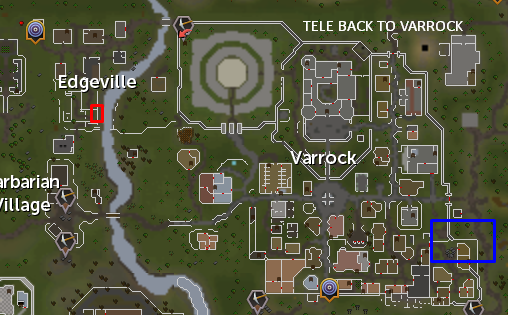 TELE BACK TO VARROCK
Edgeville
Varrock
arbarian
Village